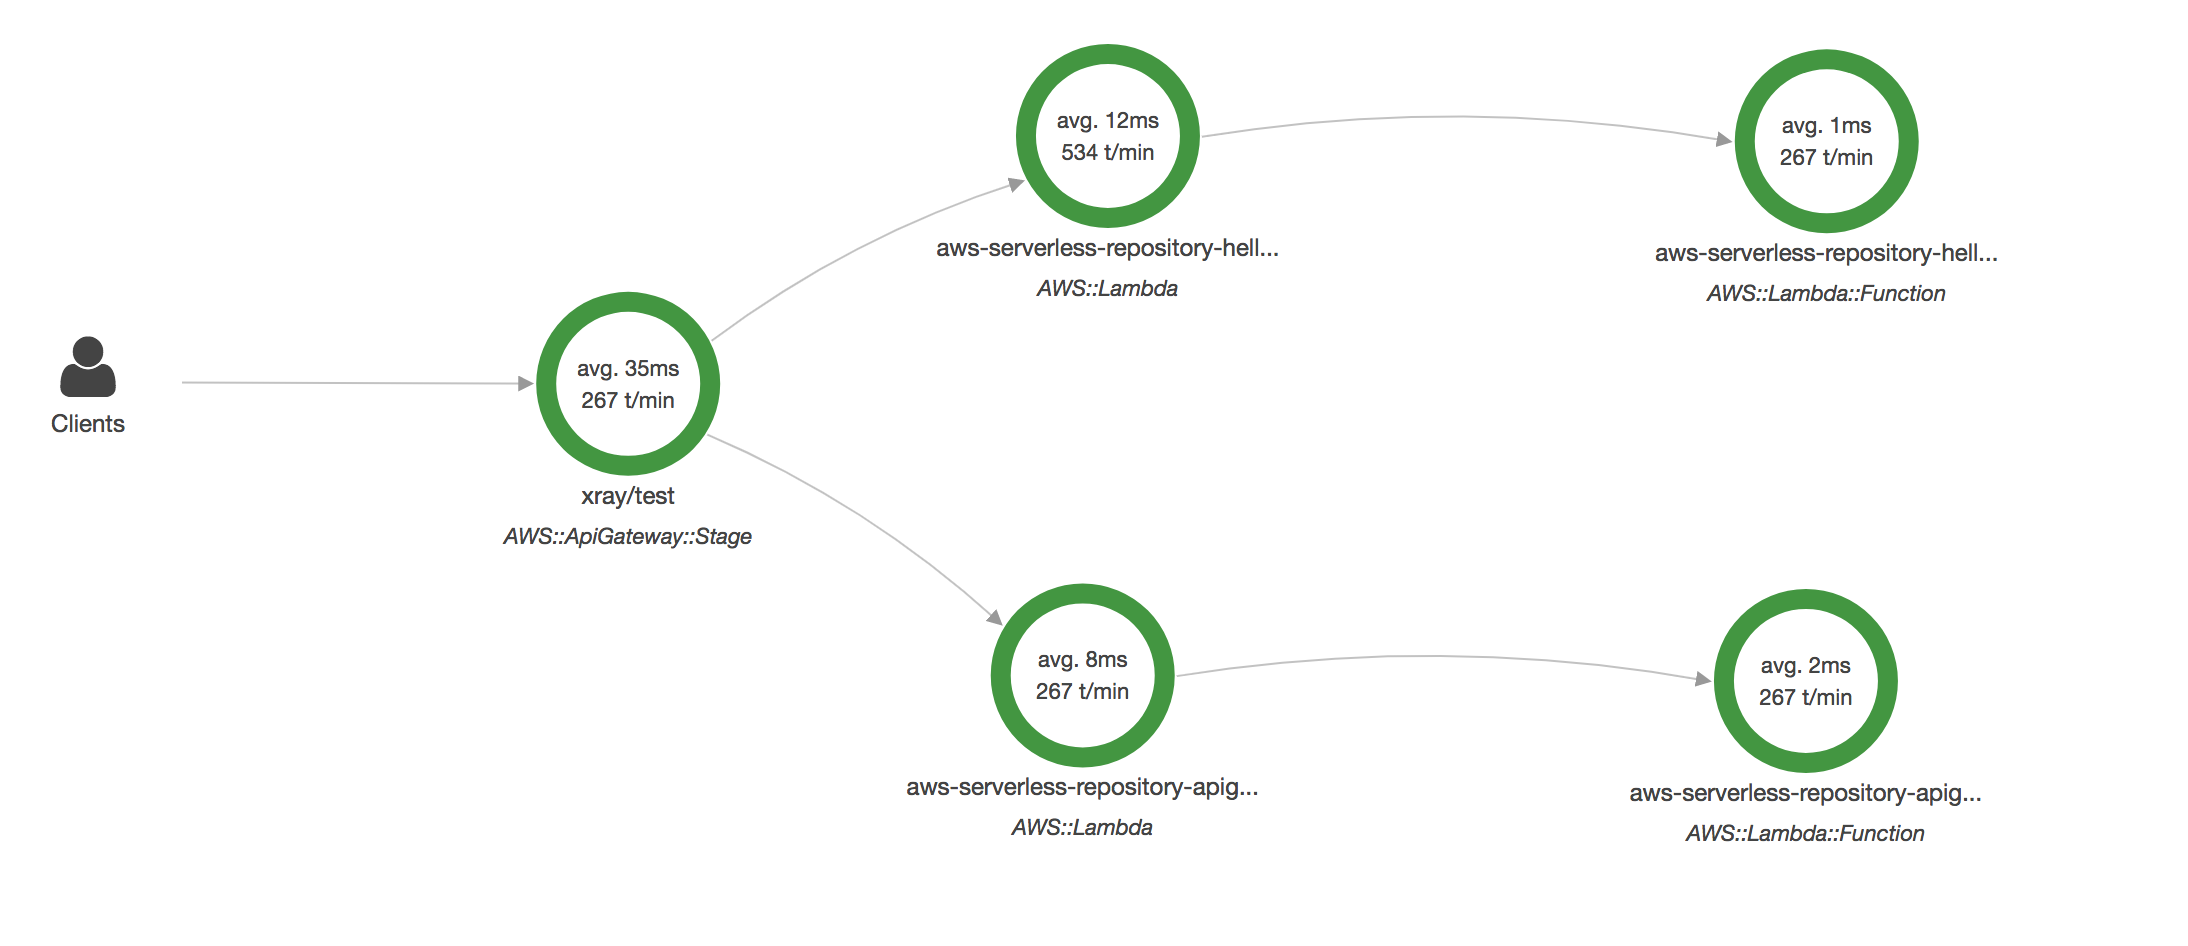 Clients
avg. 35ms
267 t/min
xray/test
AWS::ApiGateway::Stage
avg. 12ms
534 t/min
aws-serverless-repository-hell...
AWS::Lambda
avg. 1ms
267 t/min
aws-serverless-repository-hell...
AWS::Lambda::Function
avg. 8ms
267 t/min
aws-serverless-repository-apig...
AWS::Lambda
avg. 2ms
267 t/min
aws-serverless-repository-apig...
AWS::Lambda::Function